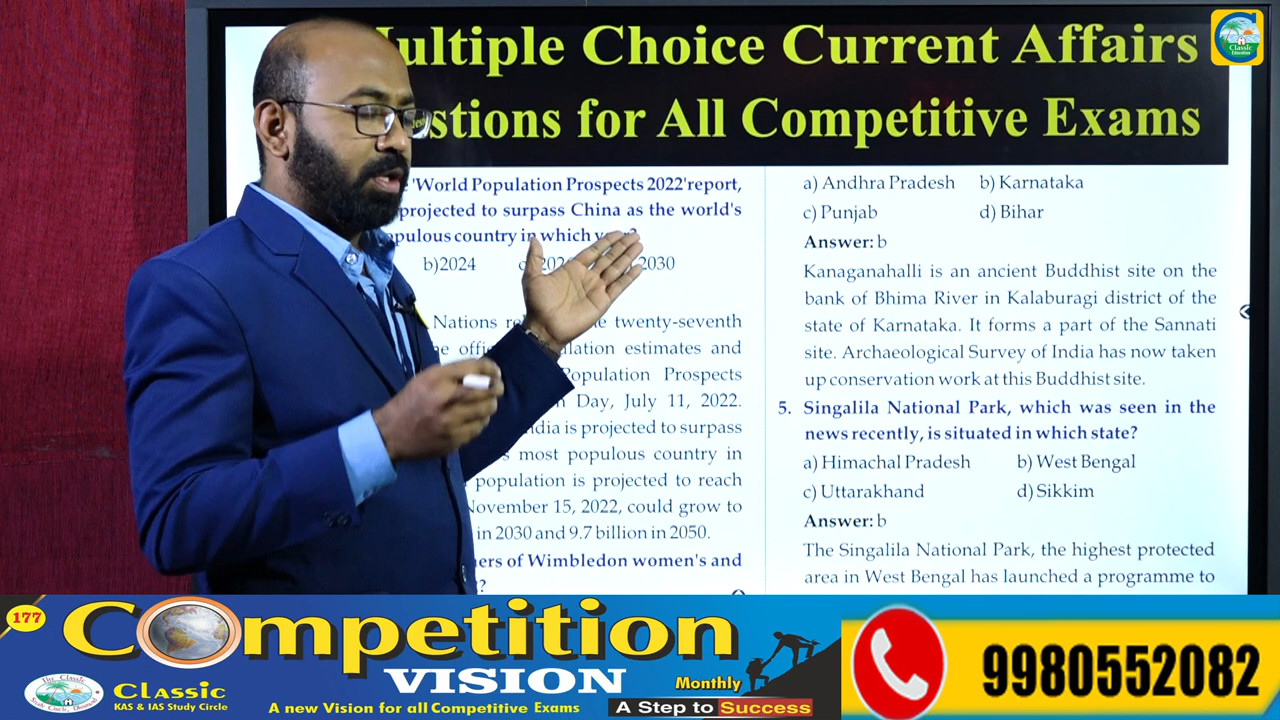 ultiple Choice Current Affairs
stions for All Competitive Exams
Classic
Education
'World Population Prospects 2022'report,
projected to surpass China as the world's
populous country in which
b)2024 2030
Nations twenty-seventh
estimates and
Population Prospects
Day, July 11, 2022.
is projected to surpass
most populous country in
population is projected to reach
November 15, 2022, could grow to
in 2030 and 9.7 billion in 2050.
of Wimbledon women's and
a) Andhra Pradesh b) Karnataka
c) Punjab d) Bihar
Answer: b
Kanaganahalli is an ancient Buddhist site on the
bank of Bhima River in Kalaburagi district of the
state of Karnataka. It forms a part of the Sannati
site. Archaeological Survey of India has now taken
up conservation work at this Buddhist site.
5. Singalila National Park, which was seen in the
news recently, is situated in which state?
a) Himachal Pradesh b) West Bengal
c) Uttarakhand d) Sikkim
Answer: b
The Singalila National Park, the highest protected
area in West Bengal has launched a programme to
177
Competition
VISION
Monthly
Classic
KAS & IAS Study Circle
A new Vision for all Competitive Exams
A Step to Success
9980552082